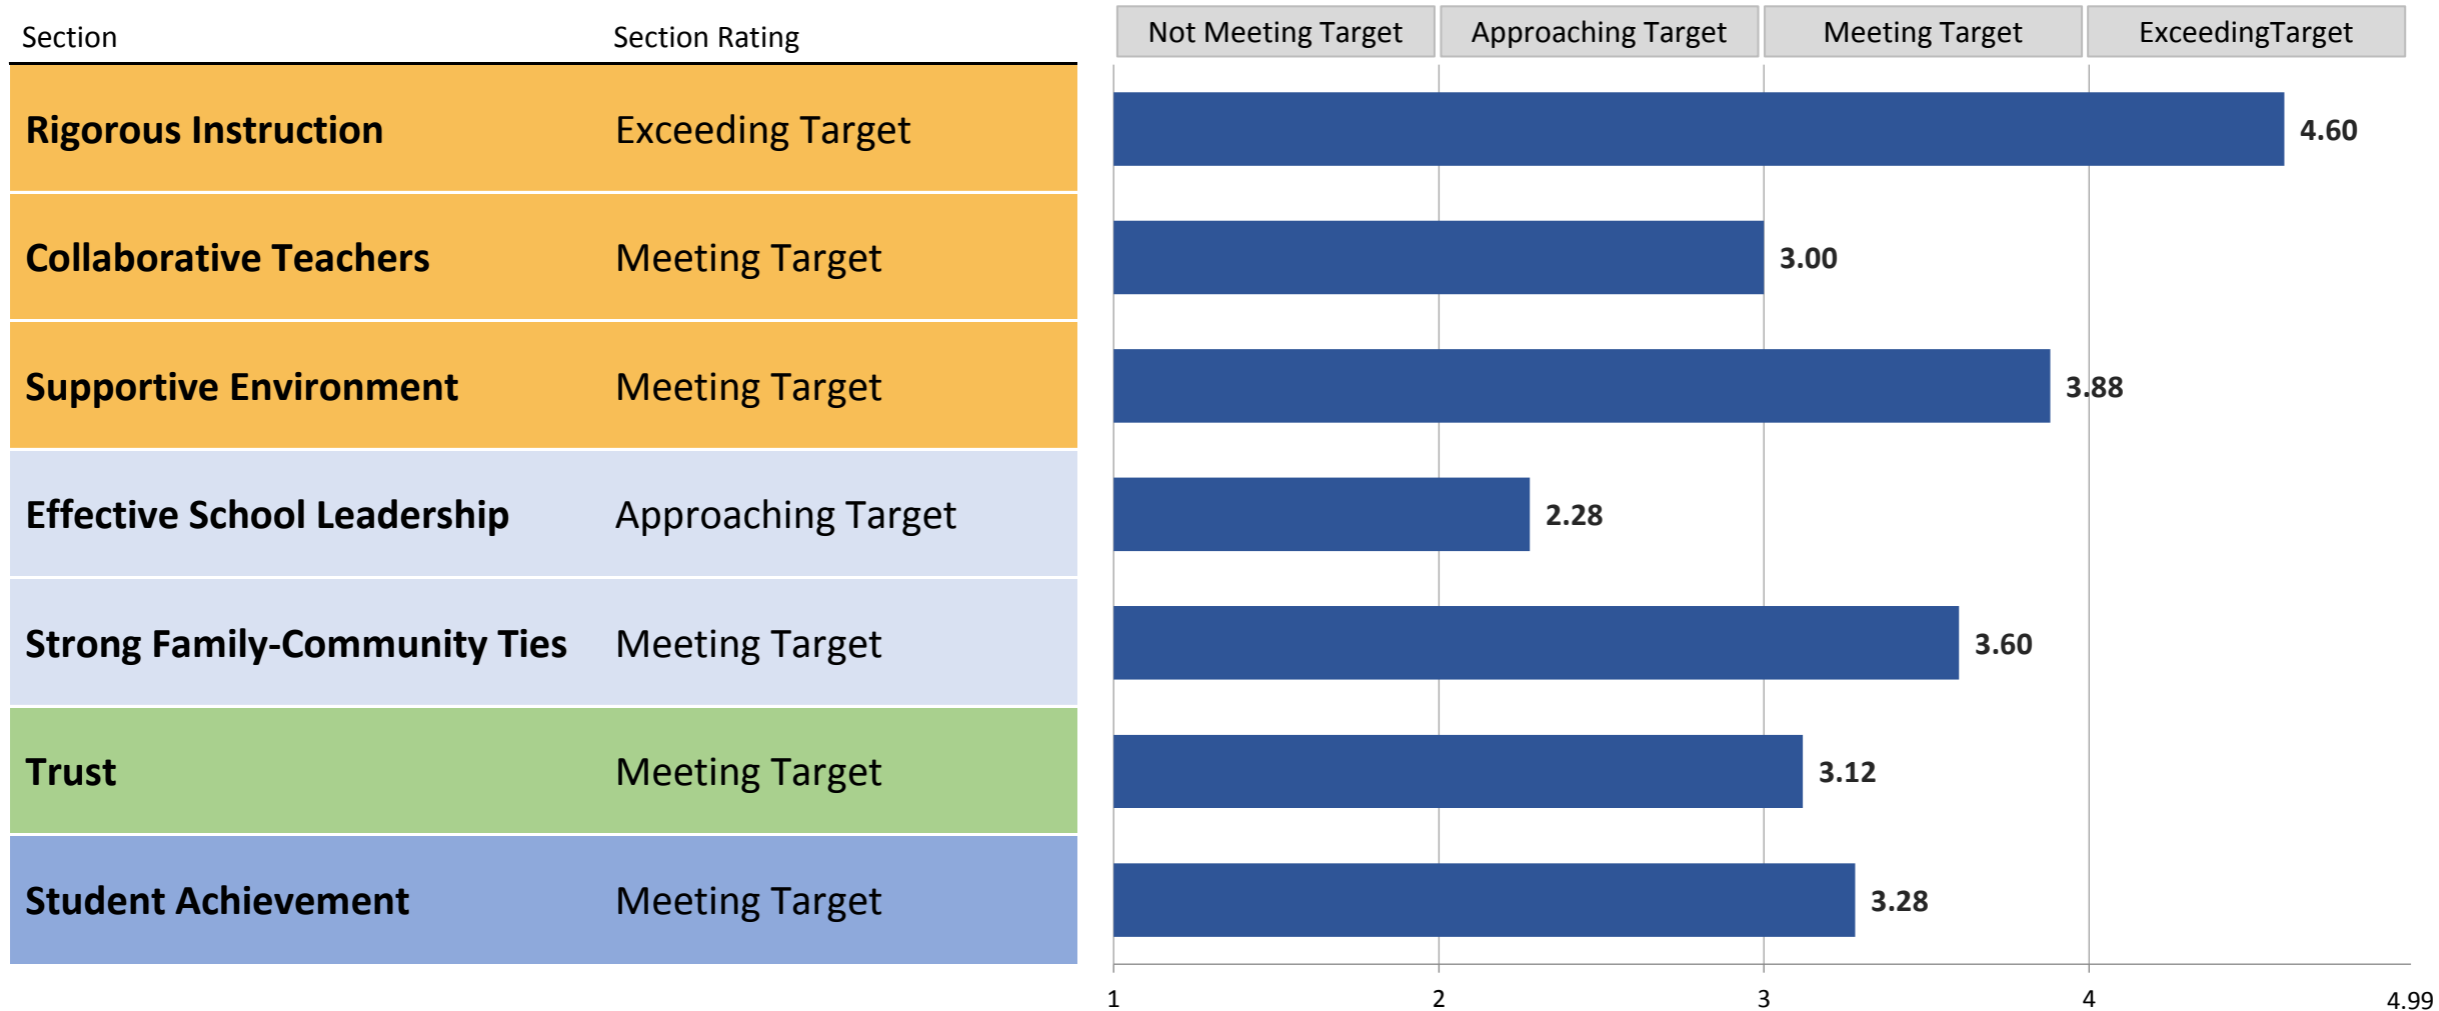 Section Section Rating Not Meeting Target Approaching Target Meeting Target ExceedingTarget
Rigorous Instruction Exceeding Target 4.60
Collaborative Teachers Meeting Target 3.00
Supportive Environment Meeting Target 3.88
Effective School Leadership Approaching Target 2.28
Strong Family-Community Ties Meeting Target 3.60
Trust Meeting Target 3.12
Student Achievement Meeting Target 3.28
1 2 3 4 4.99